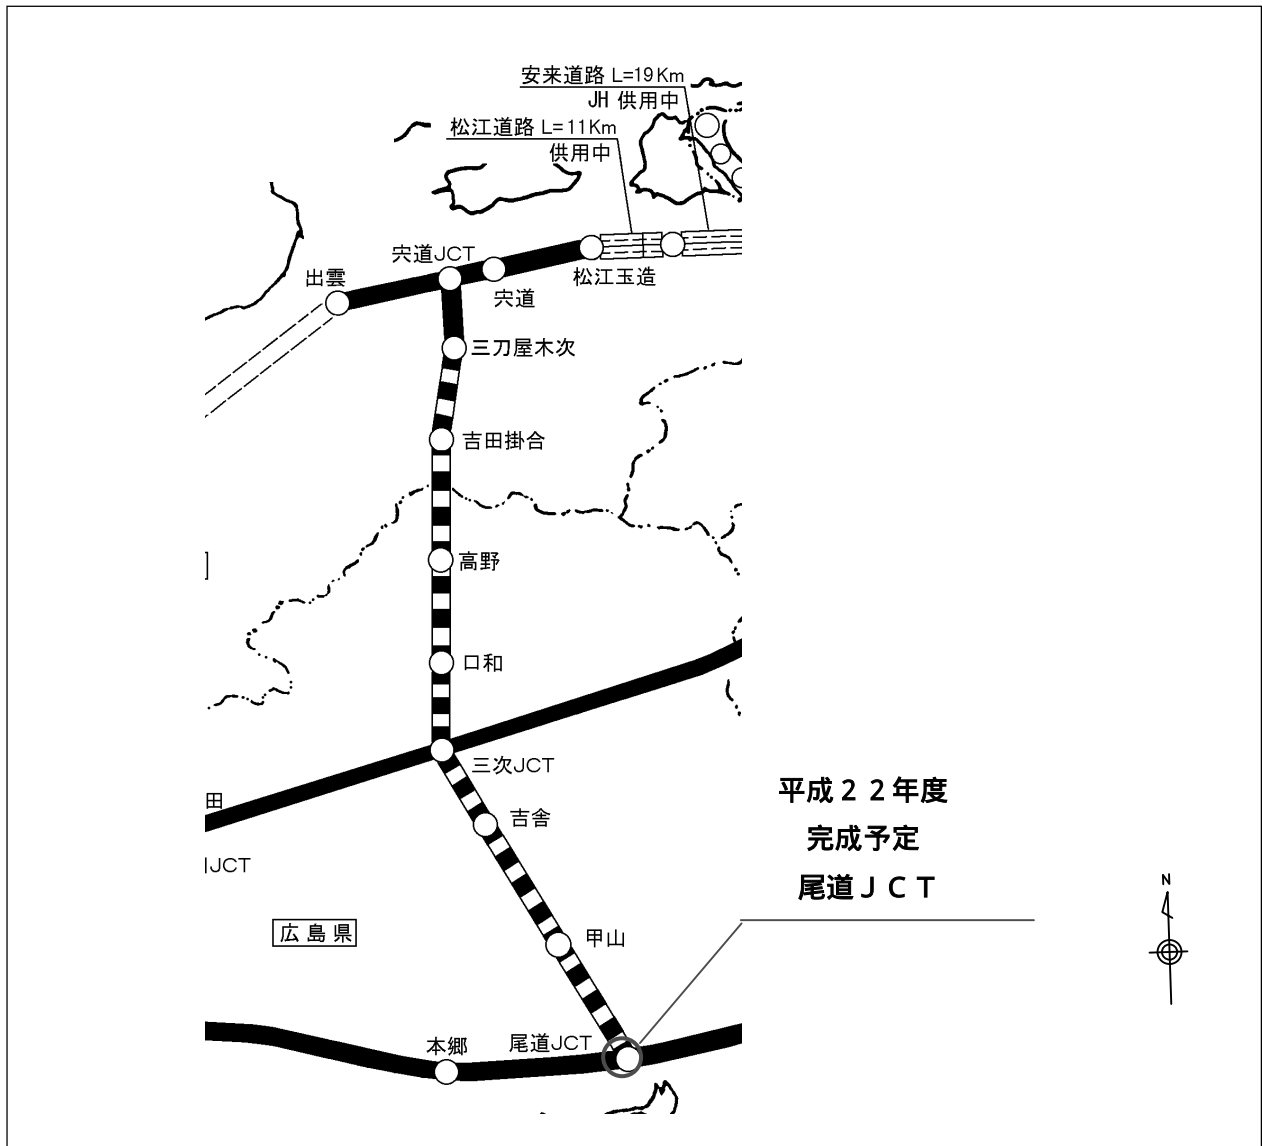 安来道路 L=19Km
JH 供用中
松江道路 L=11Km
供用中
宍道JCT
出雲
宍道
松江玉造
三刀屋木次
吉田掛合
高野
口和
三次JCT
田
吉舎
平成２２年度
完成予定
尾道ＪＣＴ
JCT
N
広島県
甲山
尾道JCT
本郷